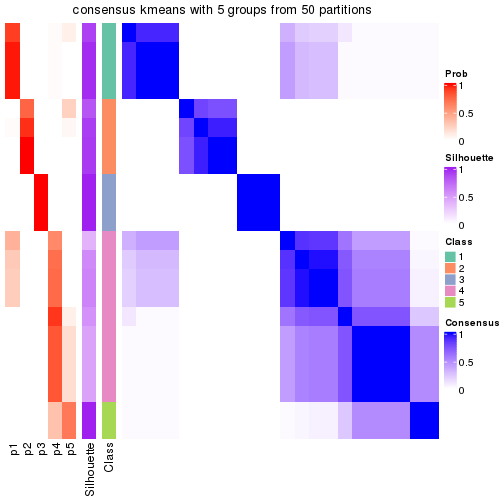 consensus kmeans with 5 groups from 50 partitions
Prob
1
0.5
0
Silhouette
1
0.5
0
Class
1
2
3
4
5
Consensus
1
0.5
0
p1
p2
p3
p4
p5
Silhouette
Class